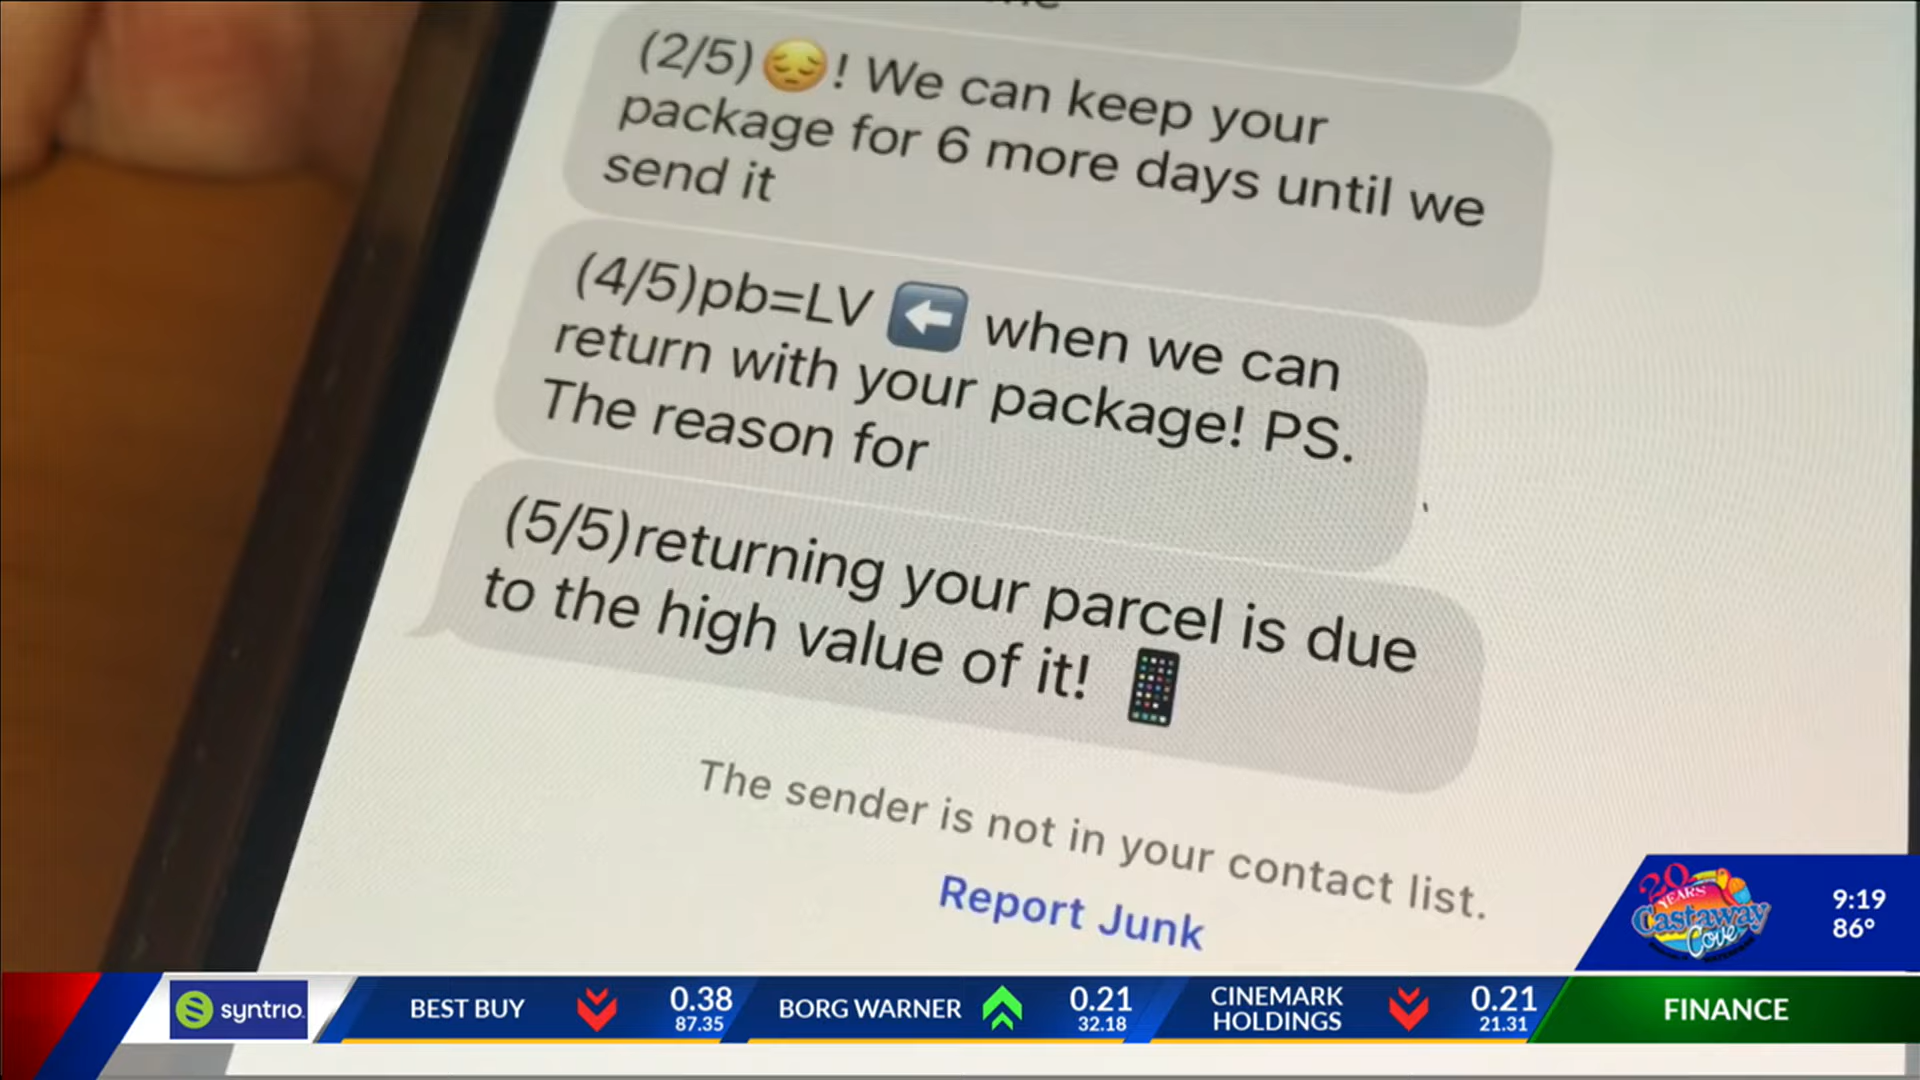 (2/5)😔! We can keep your
package for 6 more days until we
send it
(4/5)pb=LV ⬅️ when we can
return with your package! PS.
The reason for
(5/5)returning your parcel is due
to the high value of it! 📱
The sender is not in your contact list.
Report Junk
20
YEARS
Castaway
Cove
9:19
86°
syntrio
BEST BUY
0.38
87.35
BORG WARNER
0.21
32.18
CINEMARK
HOLDINGS
0.21
21.31
FINANCE